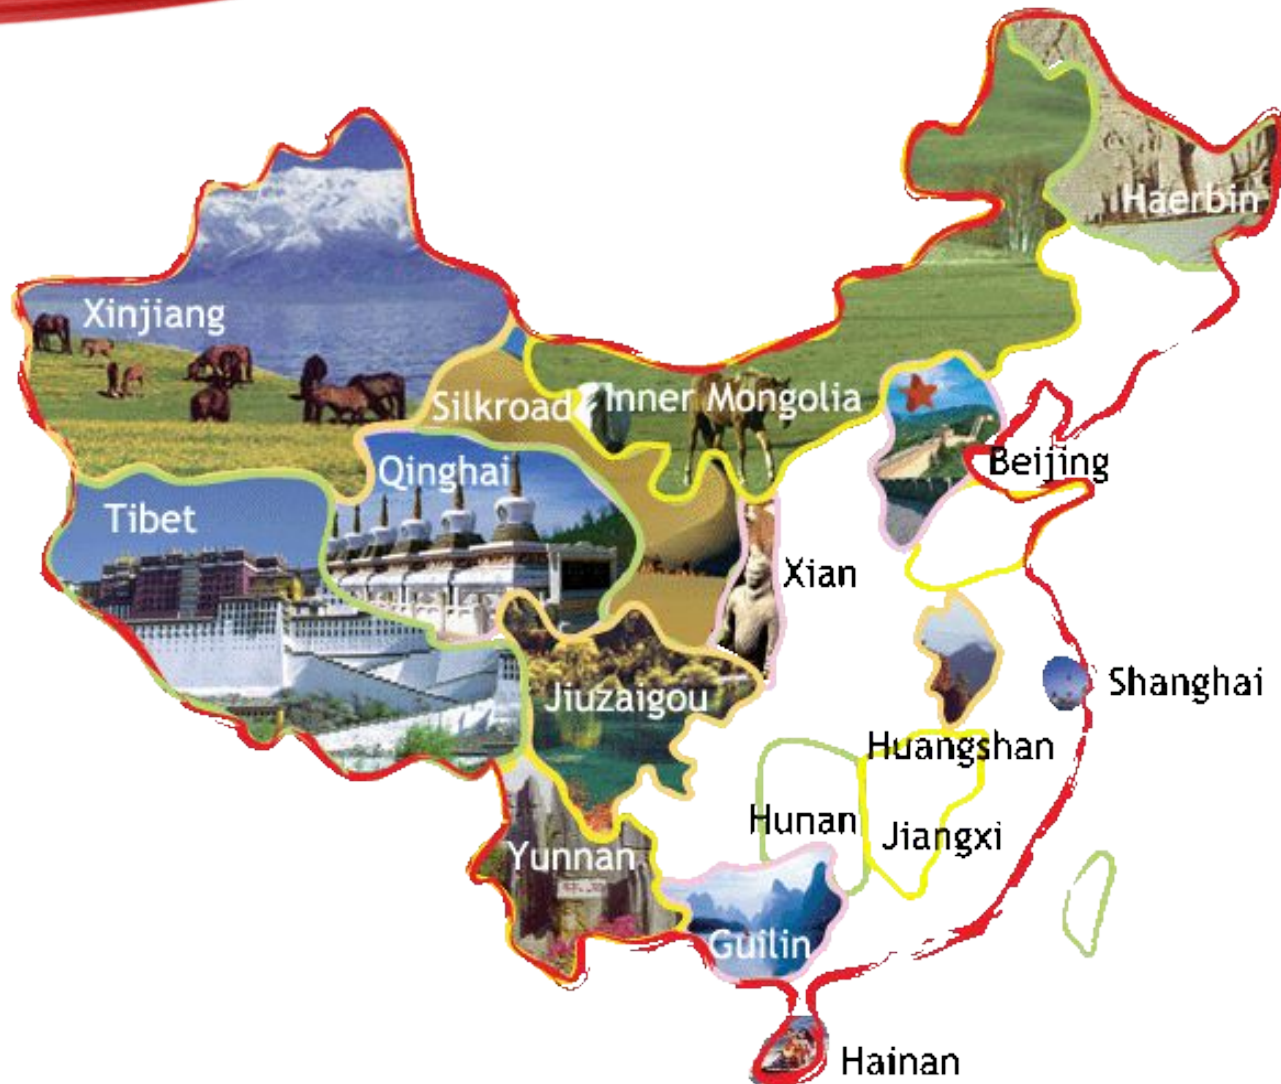 Haerbin
Xinjiang
Silkroad
Inner Mongolia
Qinghai
Beijing
Tibet
Xian
Jiuzaigou
Shanghai
Huangshan
Hunan
Jiangxi
Yunnan
Guilin
Hainan